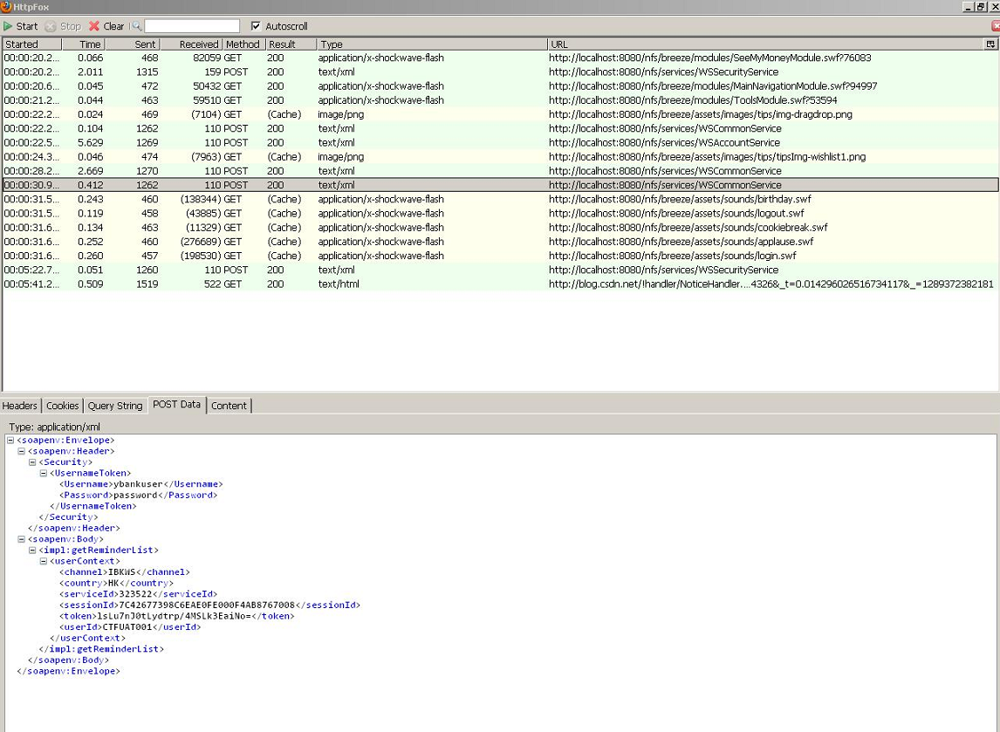 HttpFox
Start Stop Clear Autoscroll
Started Time Sent Received Method Result Type URL
00:00:20.2... 0.066 468 82059 GET 200 application/x-shockwave-flash http://localhost:8080/nfs/breeze/modules/SeeMyMoneyModule.swf?76083
00:00:20.2... 2.011 1315 159 POST 200 text/xml http://localhost:8080/nfs/services/WSSecurityService
00:00:20.6... 0.045 472 50432 GET 200 application/x-shockwave-flash http://localhost:8080/nfs/breeze/modules/MainNavigationModule.swf?94997
00:00:21.2... 0.044 463 59510 GET 200 application/x-shockwave-flash http://localhost:8080/nfs/breeze/modules/ToolsModule.swf?53594
00:00:22.2... 0.024 469 (7104) GET (Cache) image/png http://localhost:8080/nfs/breeze/assets/images/tips/img-dragdrop.png
00:00:22.2... 0.104 1262 110 POST 200 text/xml http://localhost:8080/nfs/services/WSCommonService
00:00:22.5... 5.629 1269 110 POST 200 text/xml http://localhost:8080/nfs/services/WSAccountService
00:00:24.3... 0.046 474 (7963) GET (Cache) image/png http://localhost:8080/nfs/breeze/assets/images/tips/tipsImg-wishlist1.png
00:00:28.2... 2.669 1270 110 POST 200 text/xml http://localhost:8080/nfs/services/WSCommonService
00:00:30.9... 0.412 1262 110 POST 200 text/xml http://localhost:8080/nfs/services/WSCommonService
00:00:31.5... 0.243 460 (138344) GET (Cache) application/x-shockwave-flash http://localhost:8080/nfs/breeze/assets/sounds/birthday.swf
00:00:31.5... 0.119 458 (43885) GET (Cache) application/x-shockwave-flash http://localhost:8080/nfs/breeze/assets/sounds/logout.swf
00:00:31.6... 0.134 463 (11329) GET (Cache) application/x-shockwave-flash http://localhost:8080/nfs/breeze/assets/sounds/cookiebreak.swf
00:00:31.6... 0.252 460 (276689) GET (Cache) application/x-shockwave-flash http://localhost:8080/nfs/breeze/assets/sounds/applause.swf
00:00:31.6... 0.260 457 (198530) GET (Cache) application/x-shockwave-flash http://localhost:8080/nfs/breeze/assets/sounds/login.swf
00:05:22.7... 0.051 1260 110 POST 200 text/xml http://localhost:8080/nfs/services/WSSecurityService
00:05:41.2... 0.509 1519 522 GET 200 text/html http://blog.csdn.net/!handler/NoticeHandler....4326&_t=0.014296026516734117&_=1289372382181
Headers Cookies Query String POST Data Content
Type: application/xml
<soapenv:Envelope>
<soapenv:Header>
<Security>
<UsernameToken>
<Username>ybankuser</Username>
<Password>password</Password>
</UsernameToken>
</Security>
</soapenv:Header>
<soapenv:Body>
<impl:getReminderList>
<userContext>
<channel>IBKWS</channel>
<country>HK</country>
<serviceId>323522</serviceId>
<sessionId>7C42677398C6EAE0FE000F4AB8767008</sessionId>
<token>lsLu7nJ0tLydtrp/4MSLk3EaiNo=</token>
<userId>CTFUAT001</userId>
</userContext>
</impl:getReminderList>
</soapenv:Body>
</soapenv:Envelope>